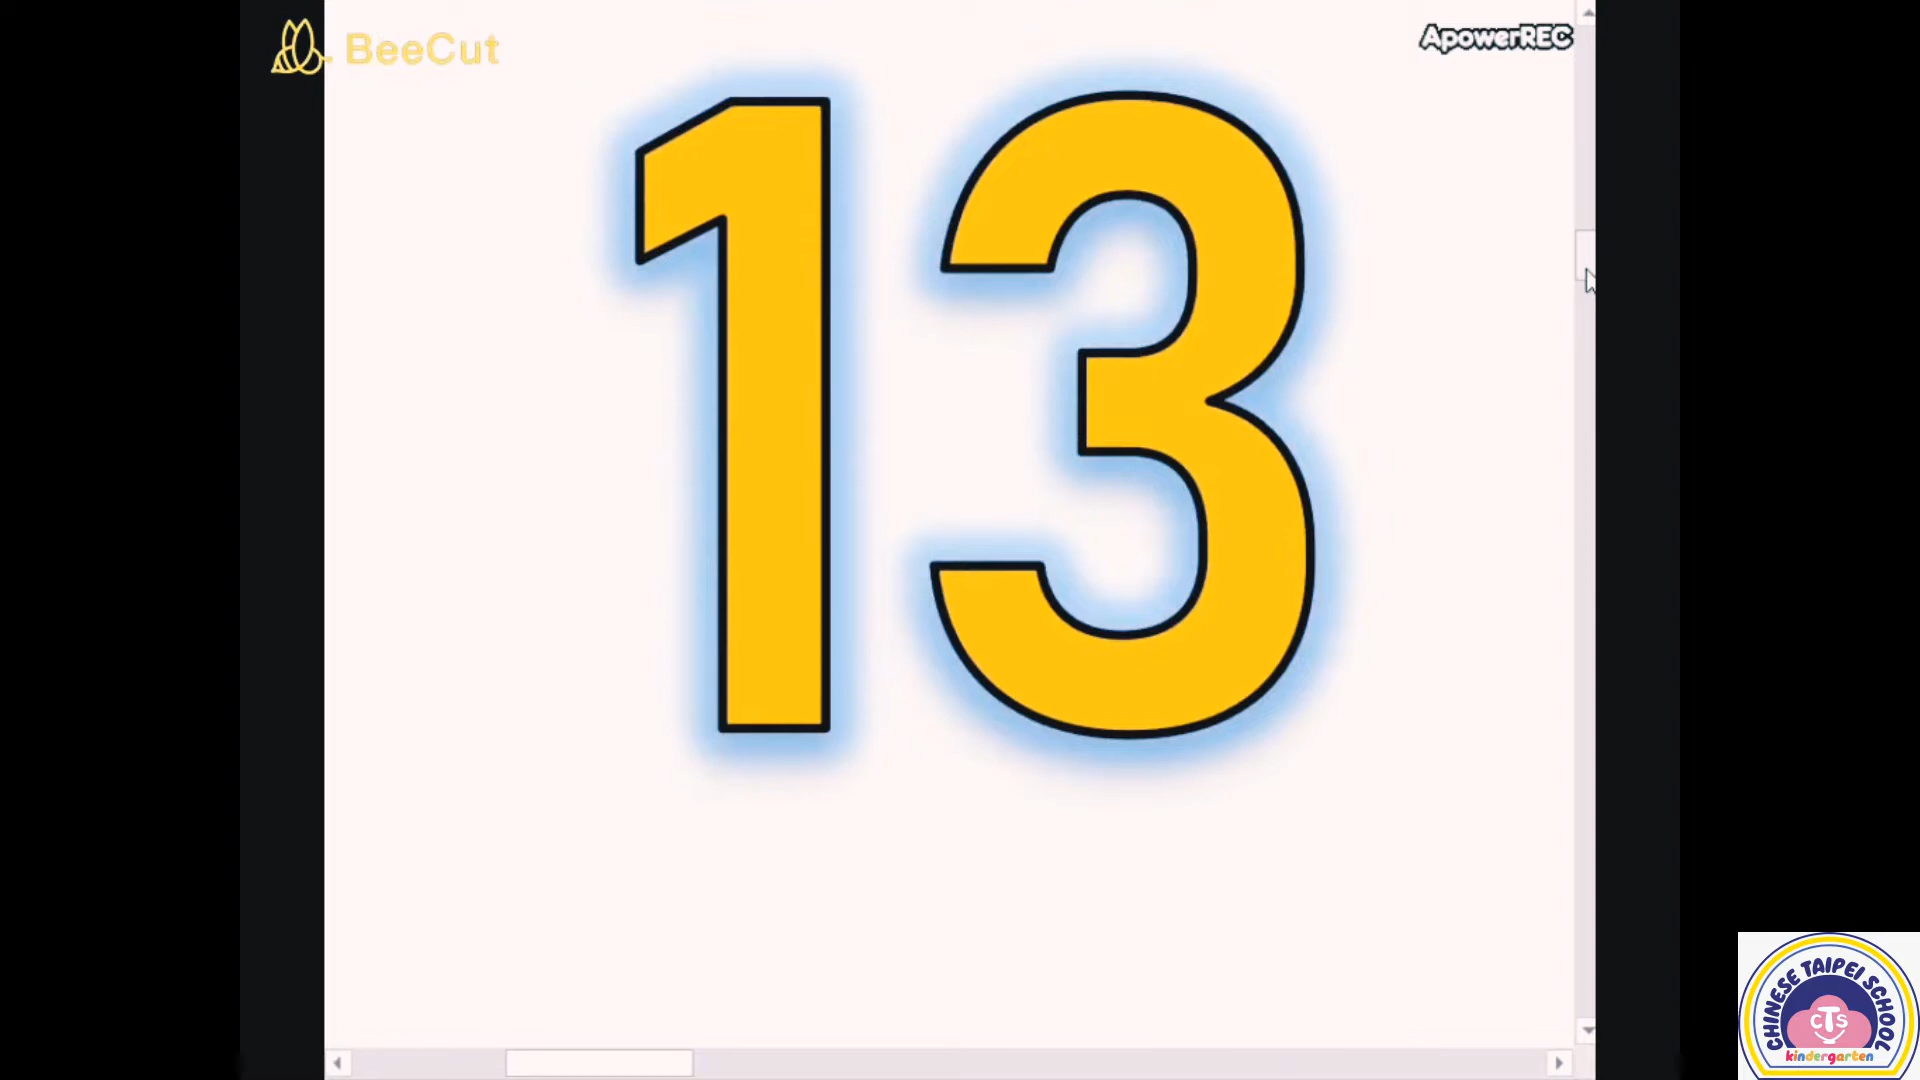 BeeCut
ApowerREC
13
CHINESE TAIPEI SCHOOL
CTS
kindergarten